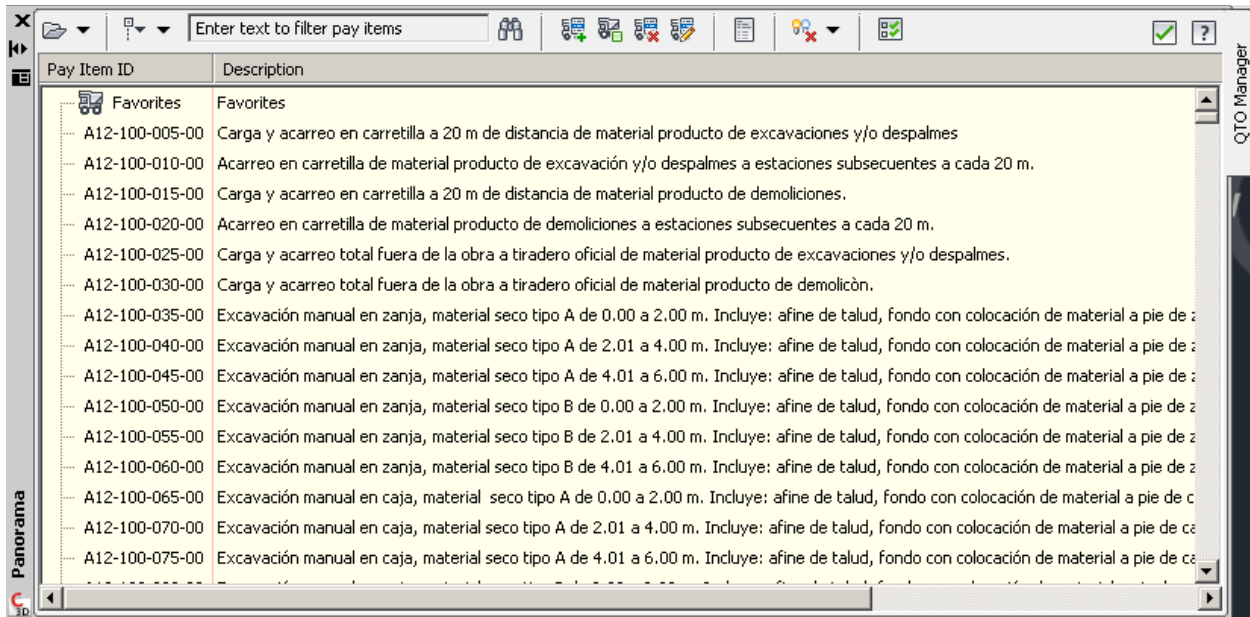 Enter text to filter pay items
QTO Manager
Pay Item ID Description
Favorites Favorites
A12-100-005-00 Carga y acarreo en carretilla a 20 m de distancia de material producto de excavaciones y/o despalmes
A12-100-010-00 Acarreo en carretilla de material producto de excavación y/o despalmes a estaciones subsecuentes a cada 20 m.
A12-100-015-00 Carga y acarreo en carretilla a 20 m de distancia de material producto de demoliciones.
A12-100-020-00 Acarreo en carretilla de material producto de demoliciones a estaciones subsecuentes a cada 20 m.
A12-100-025-00 Carga y acarreo total fuera de la obra a tiradero oficial de material producto de excavaciones y/o despalmes.
A12-100-030-00 Carga y acarreo total fuera de la obra a tiradero oficial de material producto de demolicòn.
A12-100-035-00 Excavación manual en zanja, material seco tipo A de 0.00 a 2.00 m. Incluye: afine de talud, fondo con colocación de material a pie de
A12-100-040-00 Excavación manual en zanja, material seco tipo A de 2.01 a 4.00 m. Incluye: afine de talud, fondo con colocación de material a pie de
A12-100-045-00 Excavación manual en zanja, material seco tipo A de 4.01 a 6.00 m. Incluye: afine de talud, fondo con colocación de material a pie de
A12-100-050-00 Excavación manual en zanja, material seco tipo B de 0.00 a 2.00 m. Incluye: afine de talud, fondo con colocación de material a pie de
A12-100-055-00 Excavación manual en zanja, material seco tipo B de 2.01 a 4.00 m. Incluye: afine de talud, fondo con colocación de material a pie de
A12-100-060-00 Excavación manual en zanja, material seco tipo B de 4.01 a 6.00 m. Incluye: afine de talud, fondo con colocación de material a pie de
A12-100-065-00 Excavación manual en caja, material seco tipo A de 0.00 a 2.00 m. Incluye: afine de talud, fondo con colocación de material a pie de c
A12-100-070-00 Excavación manual en caja, material seco tipo A de 2.01 a 4.00 m. Incluye: afine de talud, fondo con colocación de material a pie de ca
A12-100-075-00 Excavación manual en caja, material seco tipo A de 4.01 a 6.00 m. Incluye: afine de talud, fondo con colocación de material a pie de ca
Panorama
C 3D